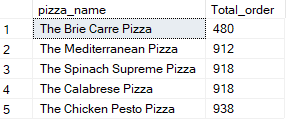 pizza_name Total_order
1 The Brie Carre Pizza 480
2 The Mediterranean Pizza 912
3 The Spinach Supreme Pizza 918
4 The Calabrese Pizza 918
5 The Chicken Pesto Pizza 938